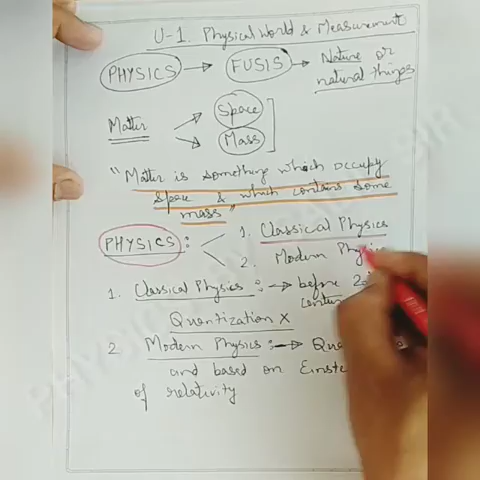 U-1. Physical World & Measurement
PHYSICS → FUSIS → Nature or
natural things
Matter → Space
→ Mass
"Matter is something which occupy
space & which contains some
mass"
PHYSICS : 1. Classical Physics
2. Modern Physics
1. Classical Physics :→ before
Quantization X
2 Modern Physics :→
and based on
of relativity